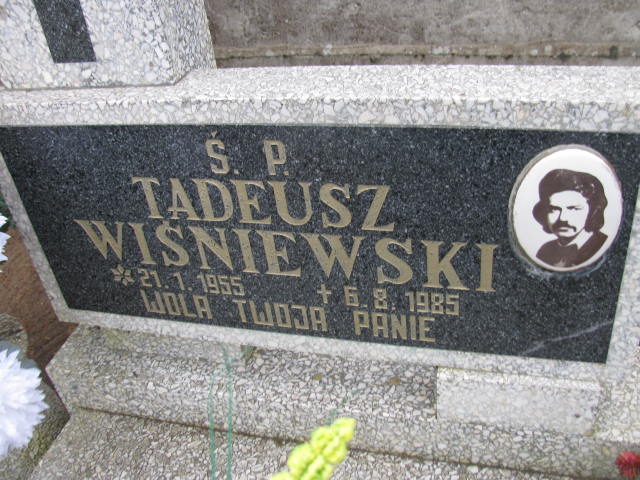 Ś. P.
TADEUSZ
WIŚNIEWSKI
* 21. 1. 1955 + 6. 8. 1985
WOLA TWOJA PANIE